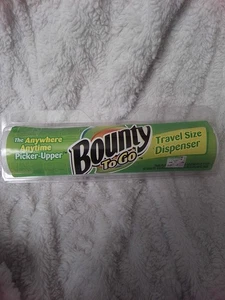 The Anywhere
Anytime
Picker-Upper
Bounty
To Go
Travel Size
Dispenser